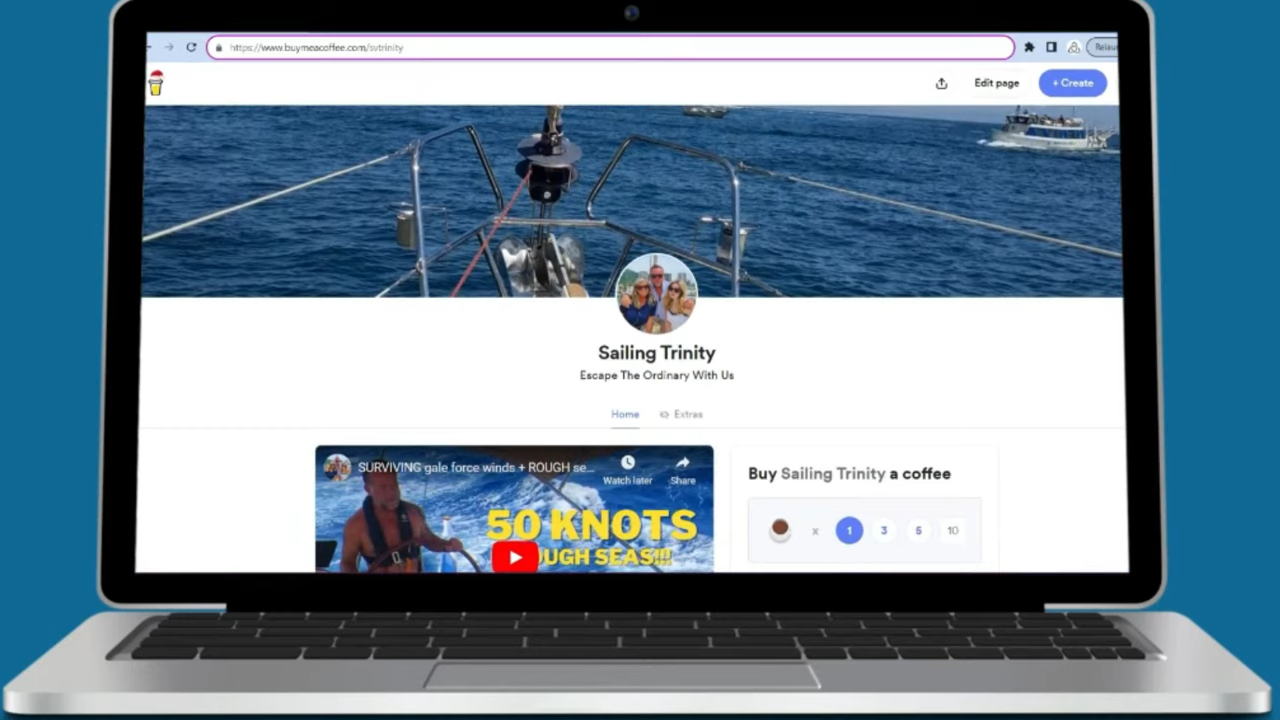 https://www.buymeacoffee.com/svtrinity
Edit page
+ Create
Sailing Trinity
Escape The Ordinary With Us
Home
Extras
SURVIVING gale force winds + ROUGH se...
Watch later
Share
50 KNOTS
UGH SEAS!!!
Buy Sailing Trinity a coffee
x 1 3 5 10